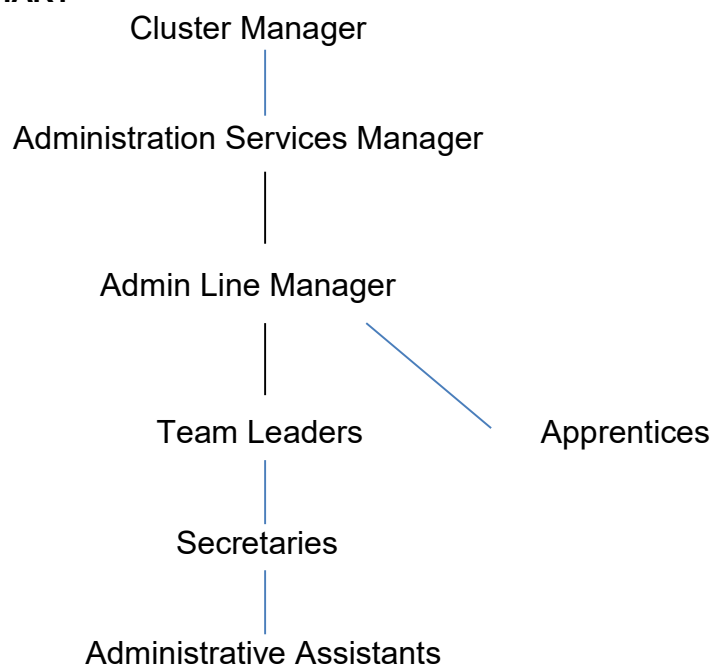 Cluster Manager
Administration Services Manager
Admin Line Manager
Team Leaders Apprentices
Secretaries
Administrative Assistants